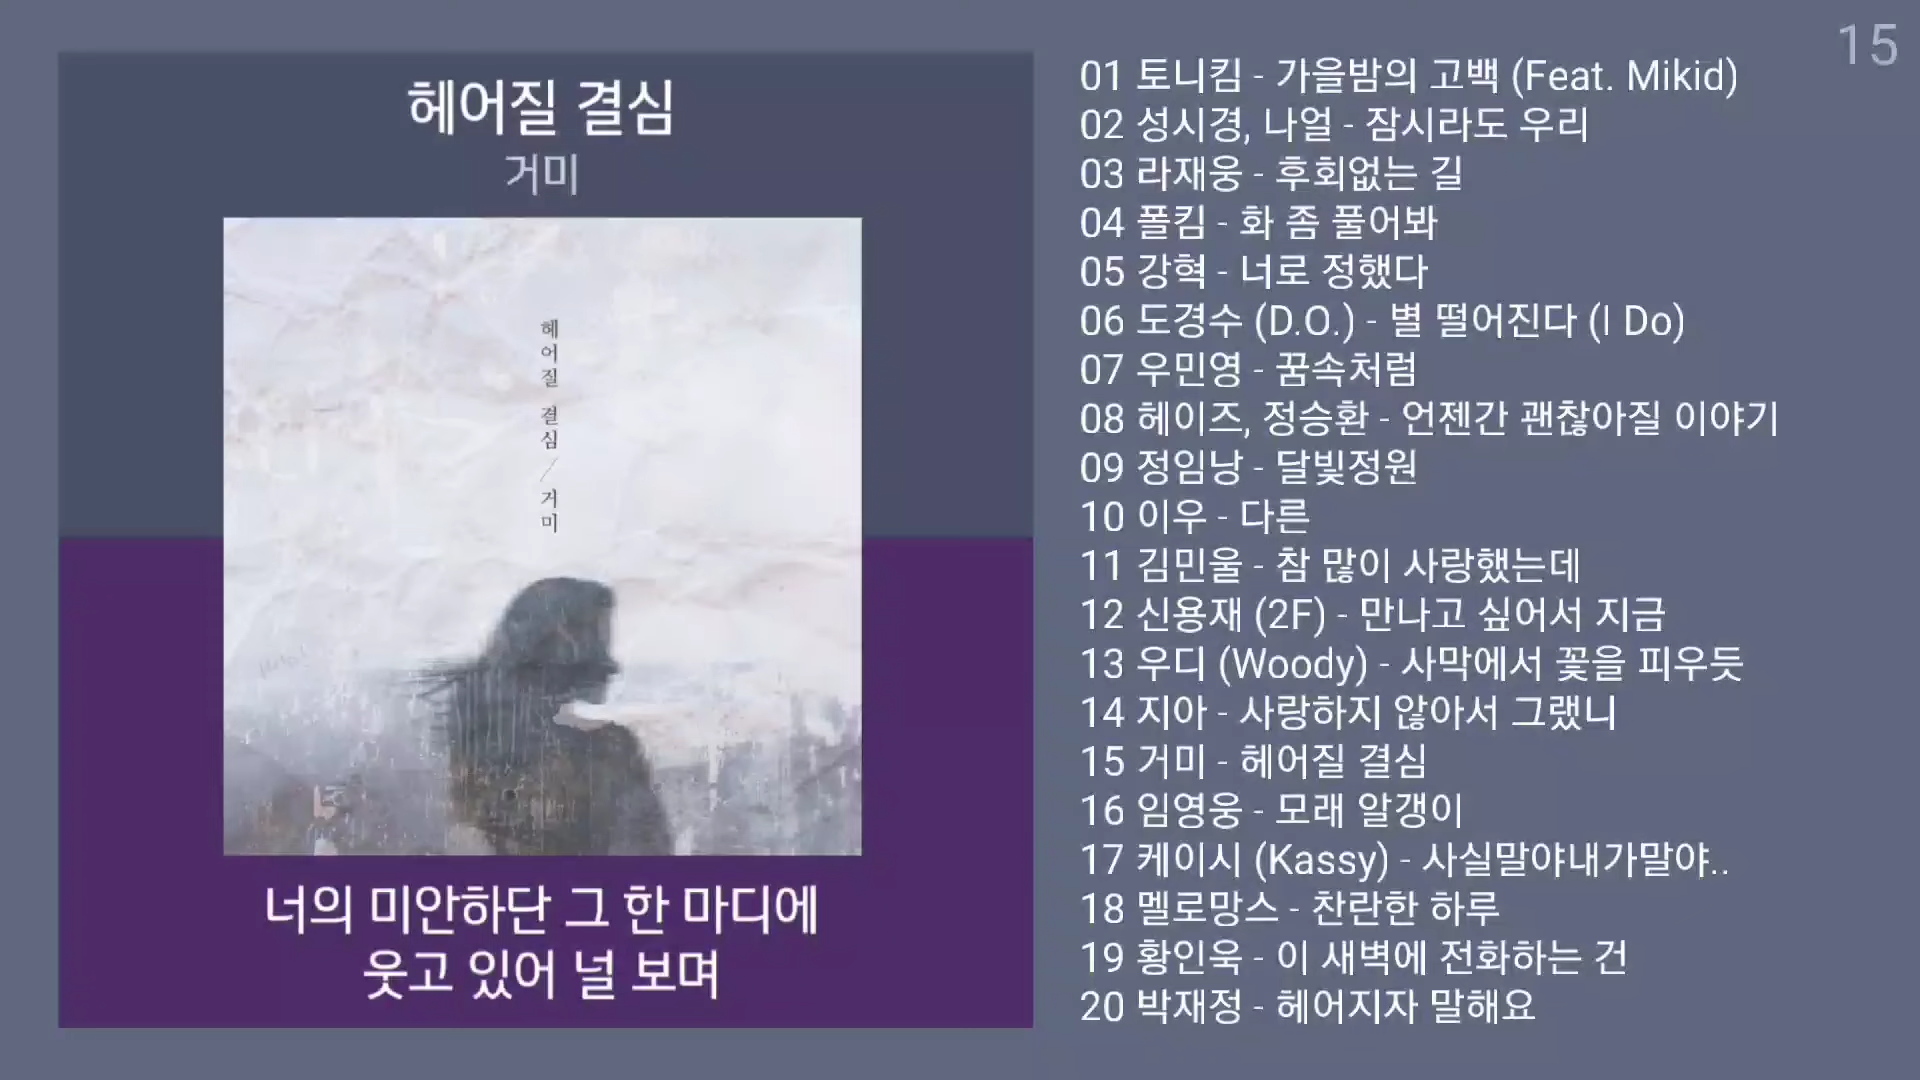 헤어질 결심
거미
헤어질 결심 / 거미
너의 미안하단 그 한 마디에
웃고 있어 널 보며
15
01 토니킴 - 가을밤의 고백 (Feat. Mikid)
02 성시경, 나얼 - 잠시라도 우리
03 라재웅 - 후회없는 길
04 폴킴 - 화 좀 풀어봐
05 강혁 - 너로 정했다
06 도경수 (D.O.) - 별 떨어진다 (I Do)
07 우민영 - 꿈속처럼
08 헤이즈, 정승환 - 언젠간 괜찮아질 이야기
09 정임낭 - 달빛정원
10 이우 - 다른
11 김민울 - 참 많이 사랑했는데
12 신용재 (2F) - 만나고 싶어서 지금
13 우디 (Woody) - 사막에서 꽃을 피우듯
14 지아 - 사랑하지 않아서 그랬니
15 거미 - 헤어질 결심
16 임영웅 - 모래 알갱이
17 케이시 (Kassy) - 사실말야내가말야..
18 멜로망스 - 찬란한 하루
19 황인욱 - 이 새벽에 전화하는 건
20 박재정 - 헤어지자 말해요